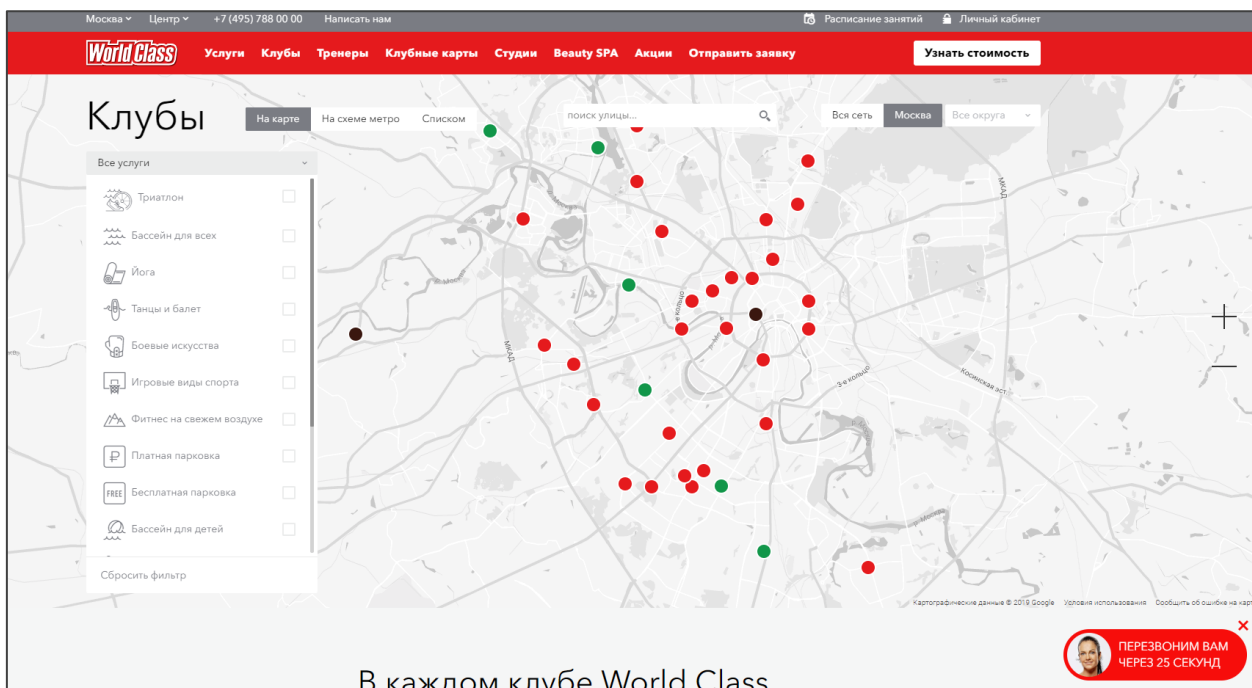 Москва Центр +7 (495) 788 00 00 Написать нам Расписание занятий Личный кабинет
World Class Услуги Клубы Тренеры Клубные карты Студии Beauty SPA Акции Отправить заявку Узнать стоимость
Клубы На карте На схеме метро Списком поиск улицы... Вся сеть Москва Все округа
Все услуги
Триатлон
Бассейн для всех
Йога
Танцы и балет
Боевые искусства
Игровые виды спорта
Фитнес на свежем воздухе
Платная парковка
FREE Бесплатная парковка
Бассейн для детей
Сбросить фильтр
МКАД
МКАД
3-е кольцо
Косинская эст.
р. Москва
Картографические данные © 2019 Google Условия использования Сообщить об ошибке на карт
ПЕРЕЗВОНИМ ВАМ
ЧЕРЕЗ 25 СЕКУНД
В каждом клубе World Class